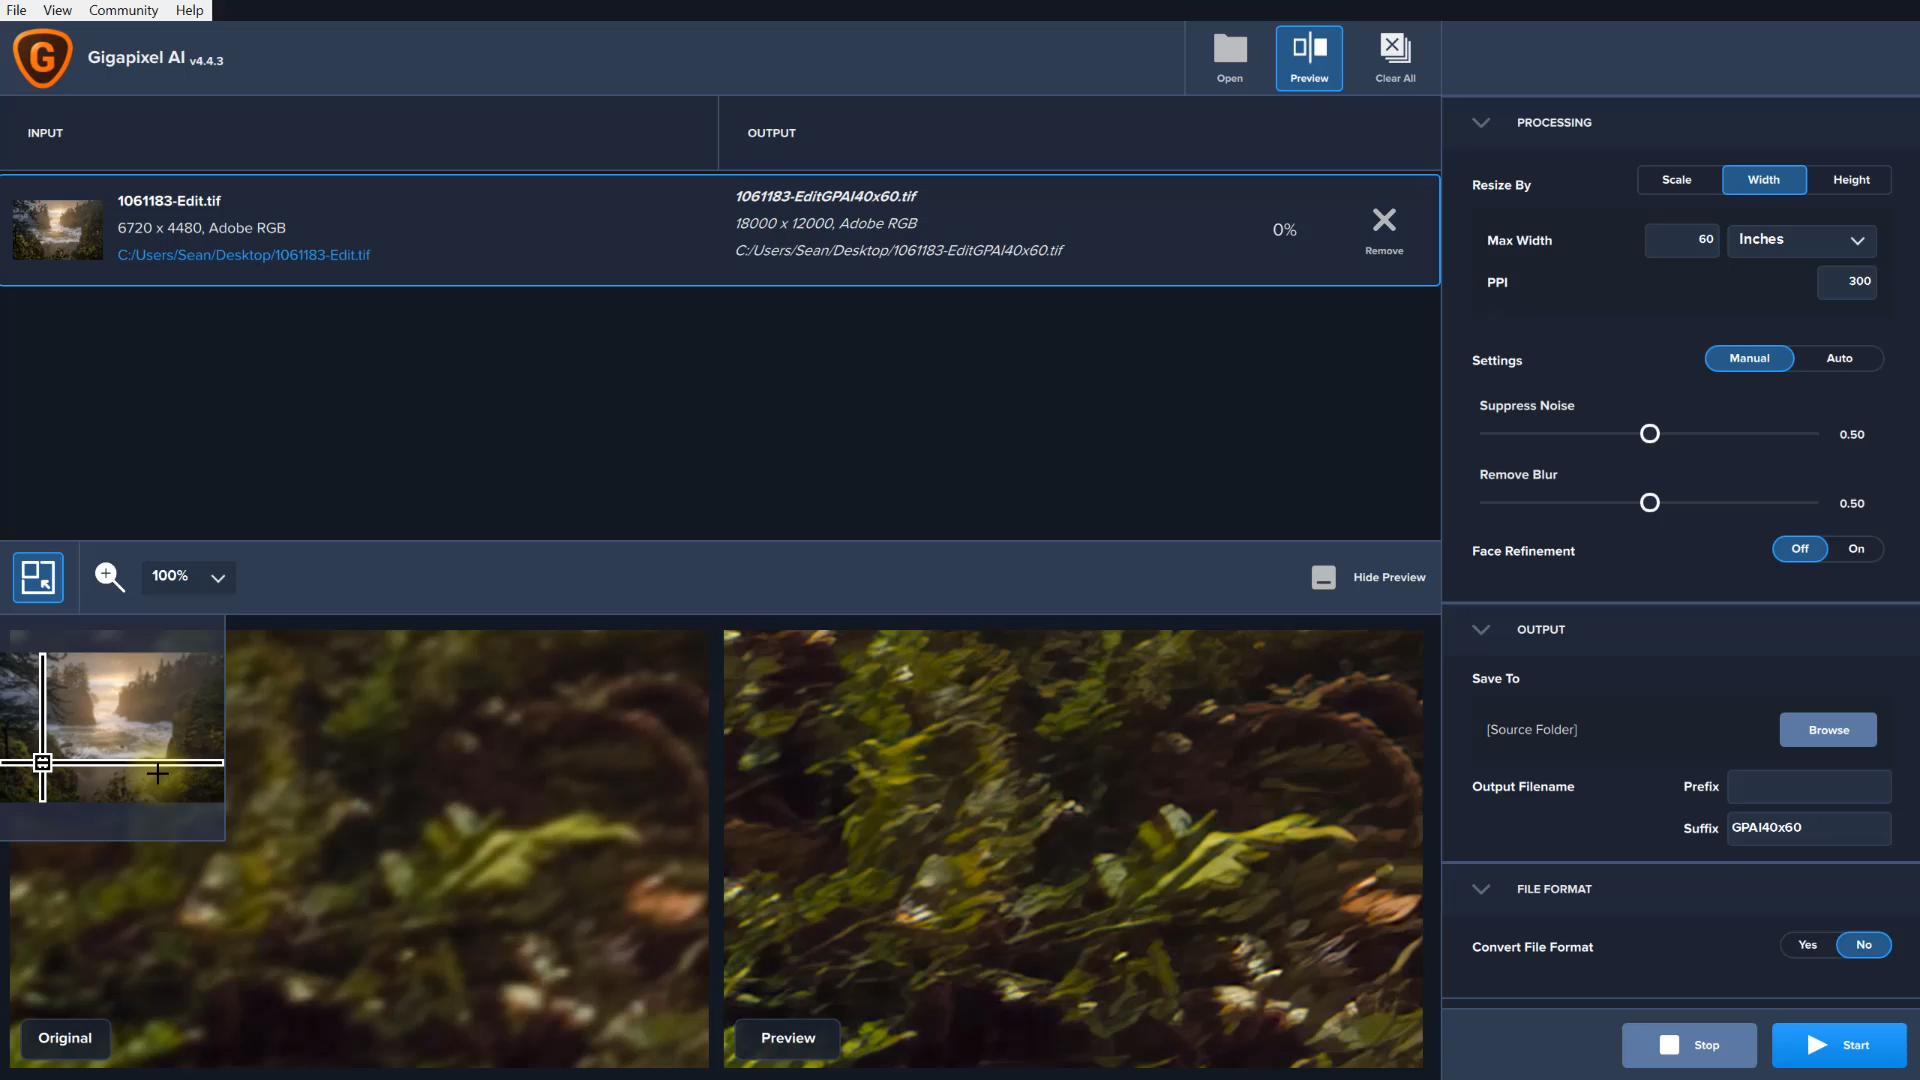 File View Community Help
Gigapixel AI v4.4.3
Open
Preview
Clear All
INPUT
OUTPUT
1061183-Edit.tif
6720 x 4480, Adobe RGB
C:/Users/Sean/Desktop/1061183-Edit.tif
1061183-EditGPAI40x60.tif
18000 x 12000, Adobe RGB
C:/Users/Sean/Desktop/1061183-EditGPAI40x60.tif
0%
Remove
100%
Hide Preview
Original
Preview
PROCESSING
Resize By Scale Width Height
Max Width 60 Inches
PPI 300
Settings Manual Auto
Suppress Noise
0.50
Remove Blur
0.50
Face Refinement Off On
OUTPUT
Save To
[Source Folder] Browse
Output Filename Prefix
Suffix GPAI40x60
FILE FORMAT
Convert File Format Yes No
Stop Start